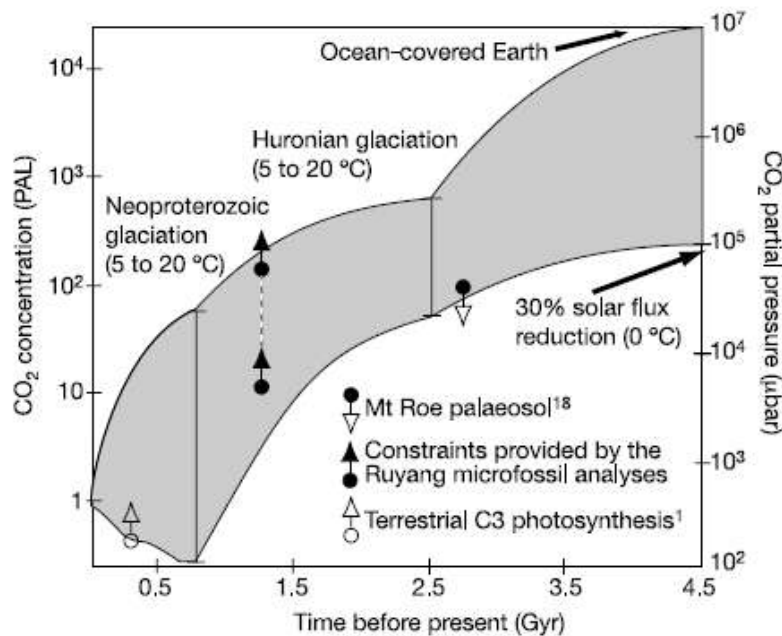 Ocean-covered Earth
Huronian glaciation
(5 to 20 ºC)
Neoproterozoic
glaciation
(5 to 20 ºC)
30% solar flux
reduction (0 ºC)
Mt Roe palaeosol¹⁸
Constraints provided by the
Ruyang microfossil analyses
Terrestrial C3 photosynthesis¹
CO₂ concentration (PAL)
10⁴
10³
10²
10
1
CO₂ partial pressure (μbar)
10⁷
10⁶
10⁵
10⁴
10³
10²
0.5 1.5 2.5 3.5 4.5
Time before present (Gyr)